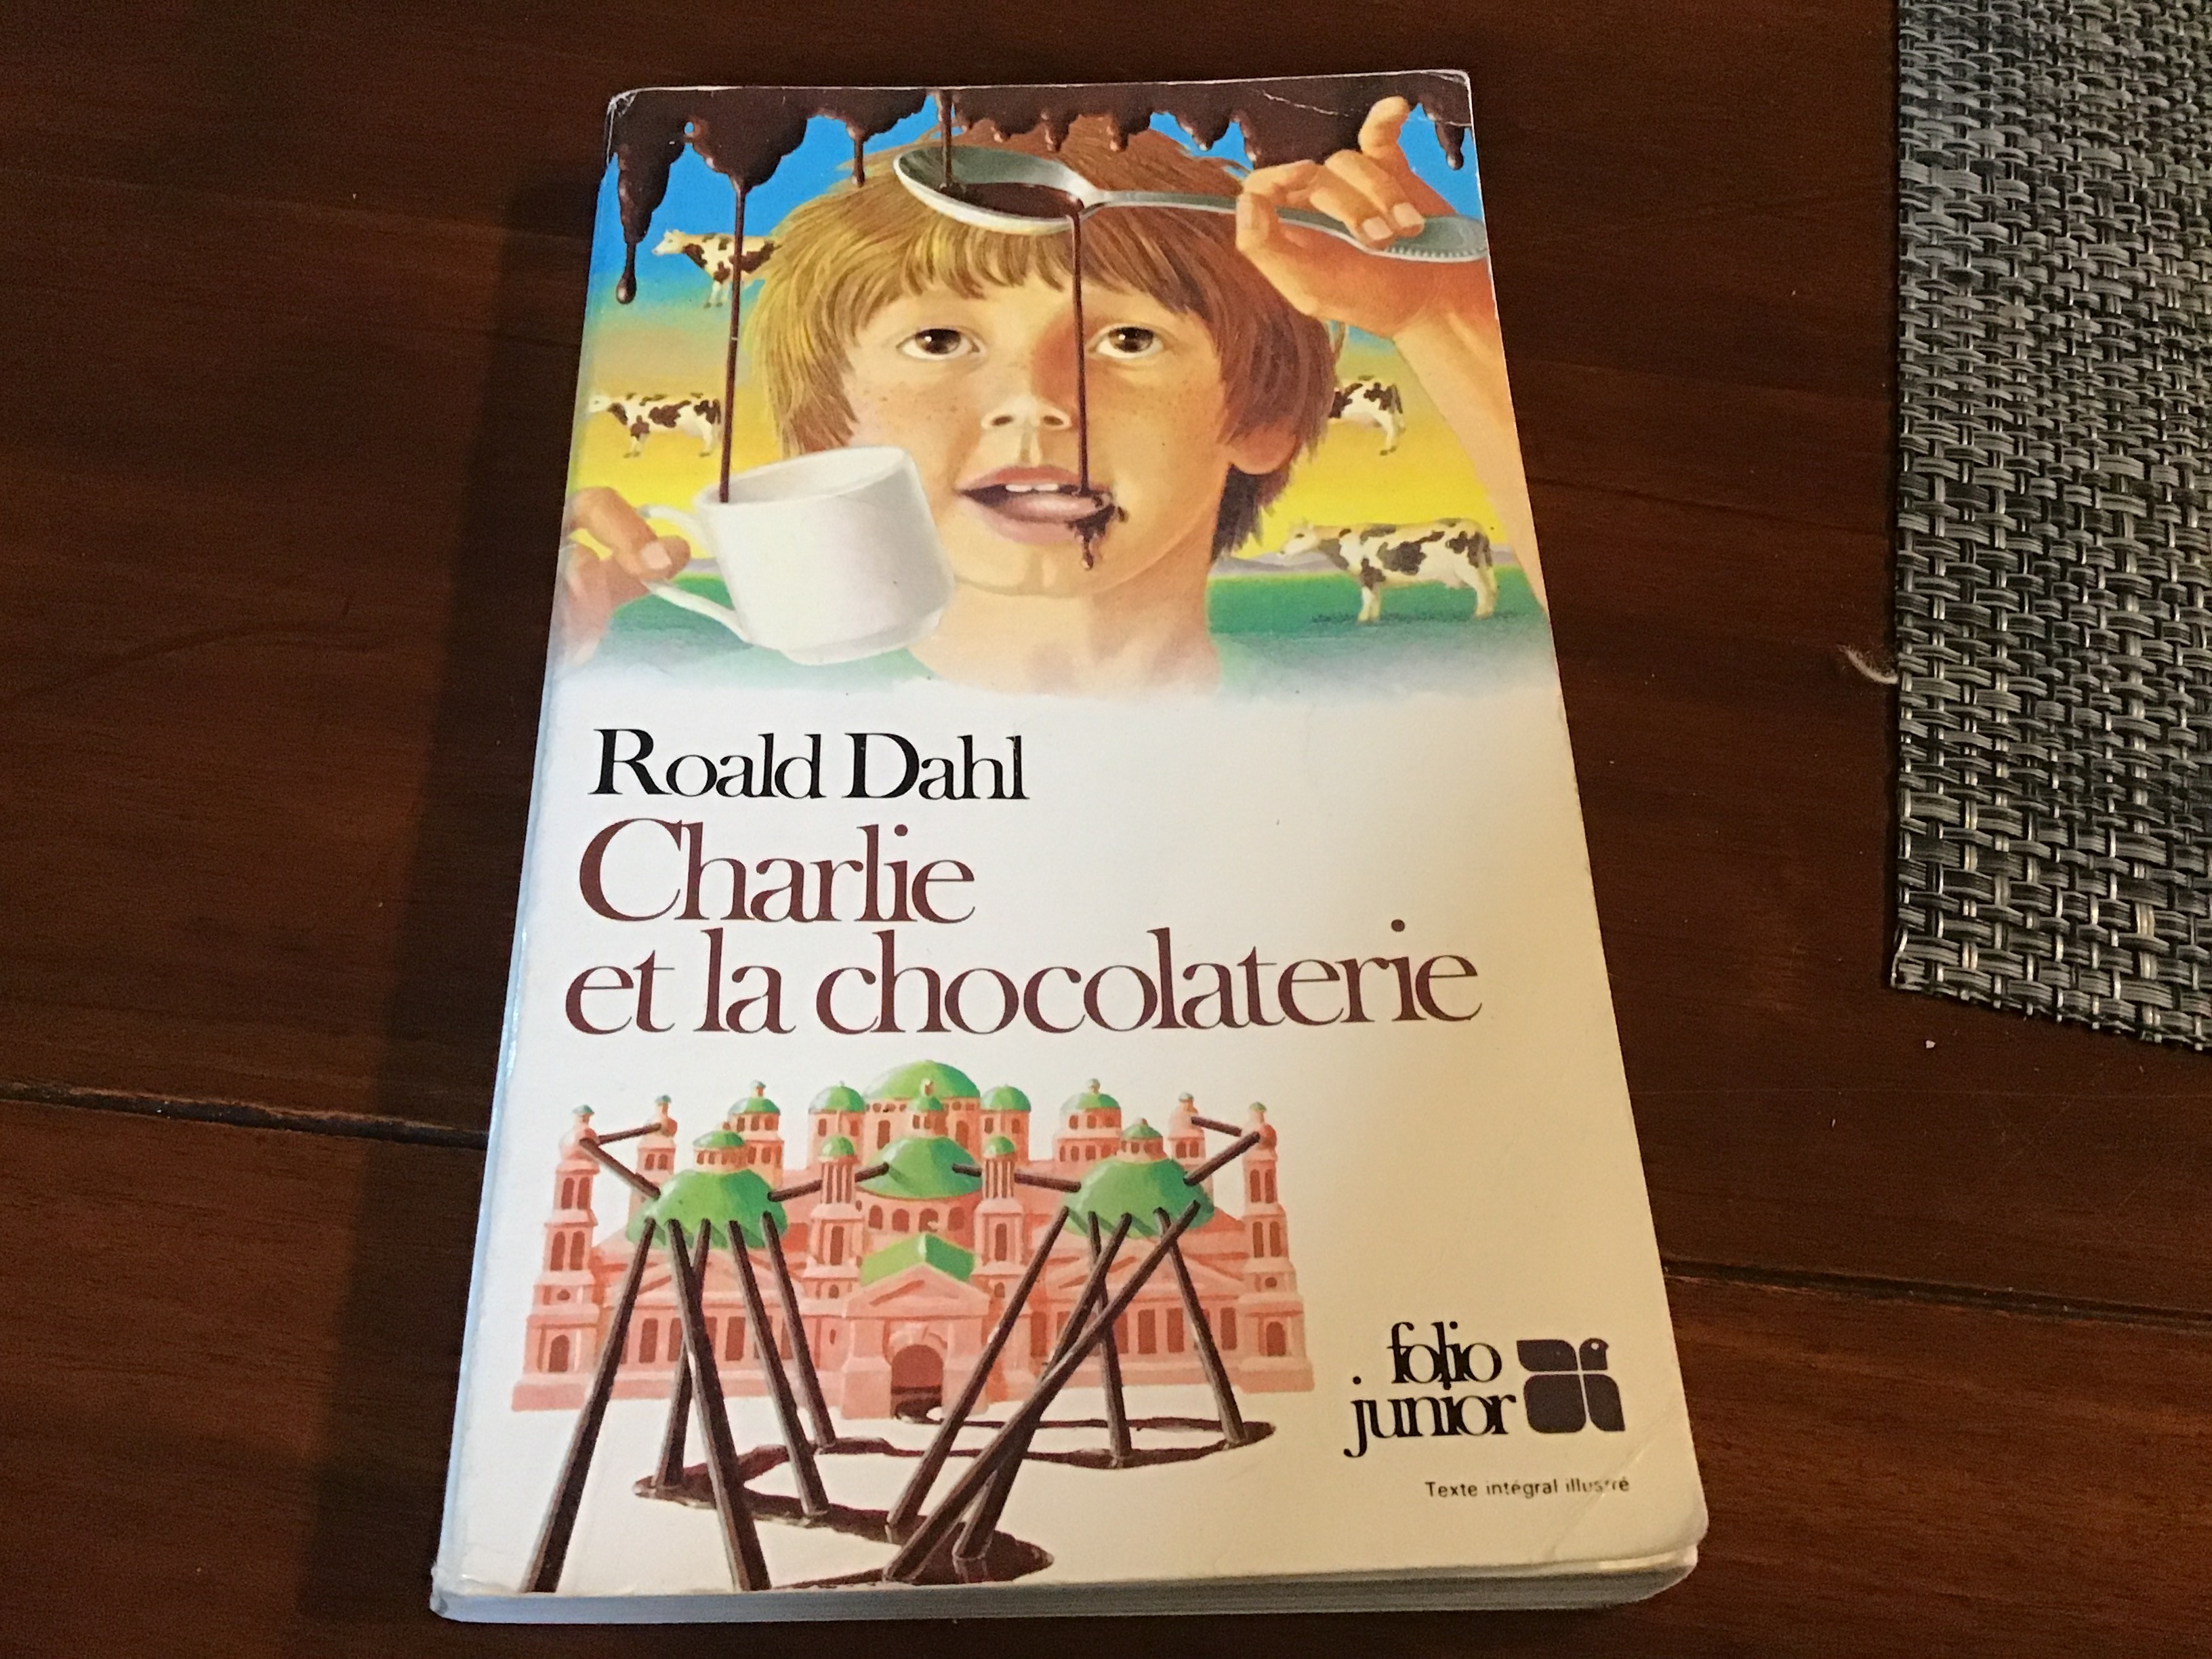 Roald Dahl
Charlie
et la chocolaterie
folio
junior
Texte intégral illustré